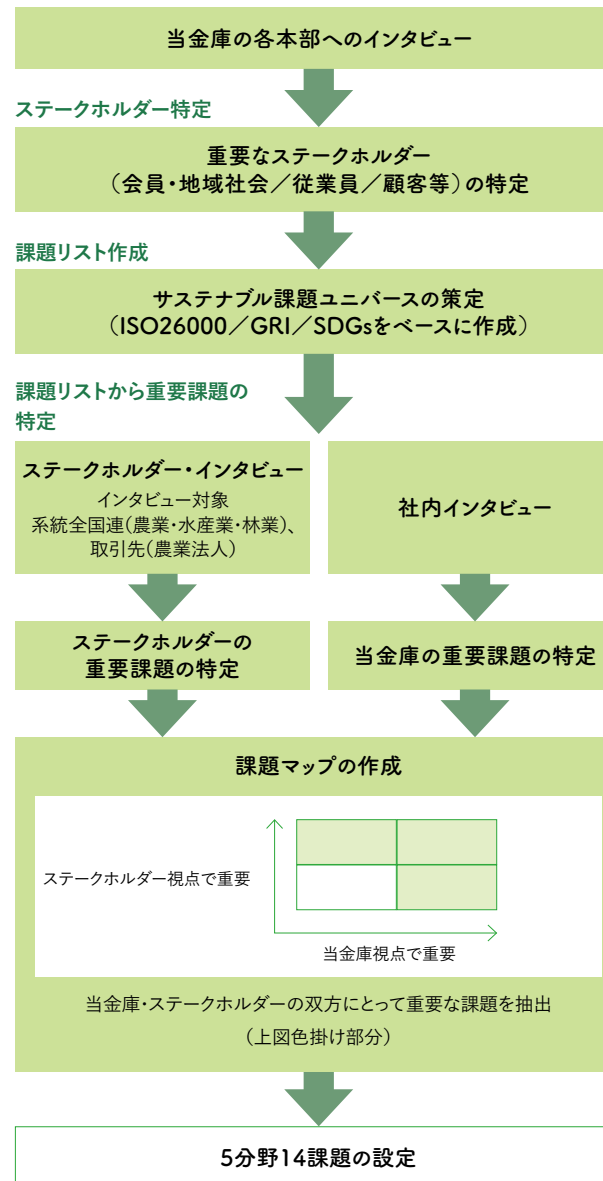 当金庫の各本部へのインタビュー
ステークホルダー特定
重要なステークホルダー
（会員・地域社会／従業員／顧客等）の特定
課題リスト作成
サステナブル課題ユニバースの策定
（ISO26000／GRI／SDGsをベースに作成）
課題リストから重要課題の
特定
ステークホルダー・インタビュー
インタビュー対象
系統全国連(農業・水産業・林業)、
取引先(農業法人)
社内インタビュー
ステークホルダーの
重要課題の特定
当金庫の重要課題の特定
課題マップの作成
ステークホルダー視点で重要
当金庫視点で重要
当金庫・ステークホルダーの双方にとって重要な課題を抽出
（上図色掛け部分）
5分野14課題の設定